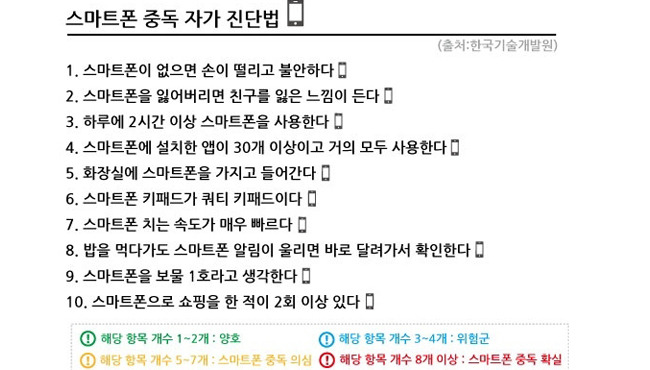 스마트폰 중독 자가 진단법
(출처:한국기술개발원)
1. 스마트폰이 없으면 손이 떨리고 불안하다
2. 스마트폰을 잃어버리면 친구를 잃은 느낌이 든다
3. 하루에 2시간 이상 스마트폰을 사용한다
4. 스마트폰에 설치한 앱이 30개 이상이고 거의 모두 사용한다
5. 화장실에 스마트폰을 가지고 들어간다
6. 스마트폰 키패드가 쿼티 키패드이다
7. 스마트폰 치는 속도가 매우 빠르다
8. 밥을 먹다가도 스마트폰 알림이 울리면 바로 달려가서 확인한다
9. 스마트폰을 보물 1호라고 생각한다
10. 스마트폰으로 쇼핑을 한 적이 2회 이상 있다
해당 항목 개수 1~2개 : 양호
해당 항목 개수 3~4개 : 위험군
해당 항목 개수 5~7개 : 스마트폰 중독 의심
해당 항목 개수 8개 이상 : 스마트폰 중독 확실